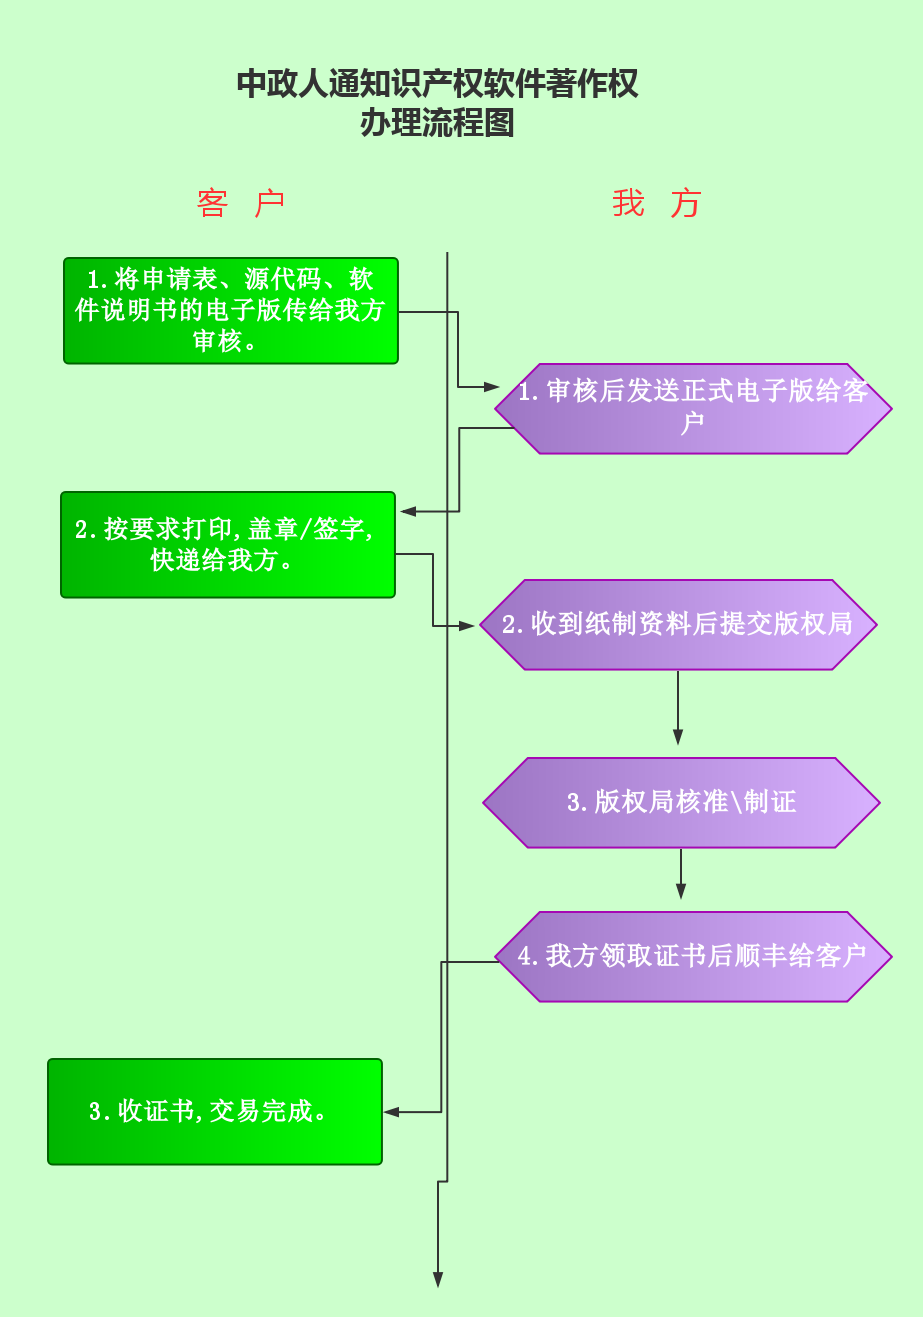 中政人通知识产权软件著作权
办理流程图
客 户
我 方
1.将申请表、源代码、软
件说明书的电子版传给我方
审核。
1.审核后发送正式电子版给客
户
2.按要求打印,盖章/签字,
快递给我方。
2.收到纸制资料后提交版权局
3.版权局核准\制证
4.我方领取证书后顺丰给客户
3.收证书,交易完成。